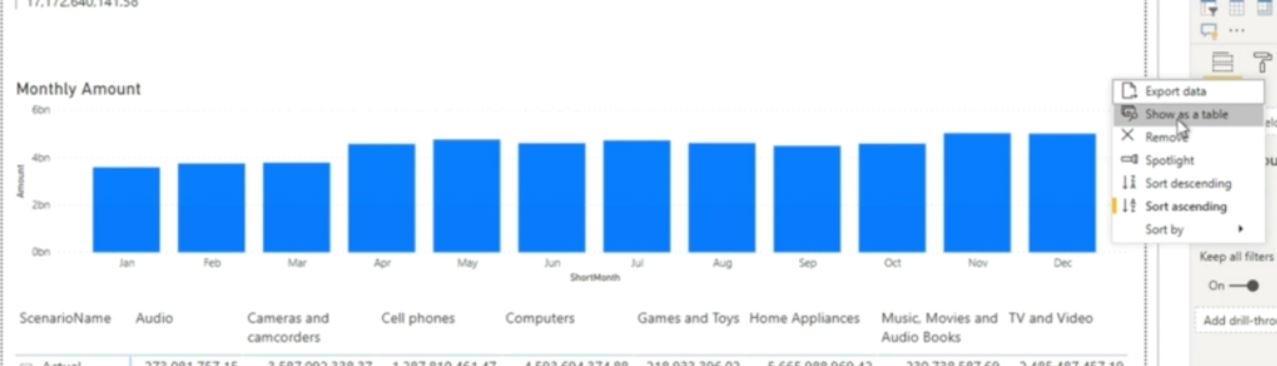 Monthly Amount
6bn
4bn
2bn
0bn
Amount
Jan Feb Mar Apr May Jun Jul Aug Sep Oct Nov Dec
ShortMonth
Export data
Show as a table
Remove
Spotlight
Sort descending
Sort ascending
Sort by
Keep all filters
On
Add drill-thro
ScenarioName Audio Cameras and camcorders Cell phones Computers Games and Toys Home Appliances Music, Movies and Audio Books TV and Video
Actual